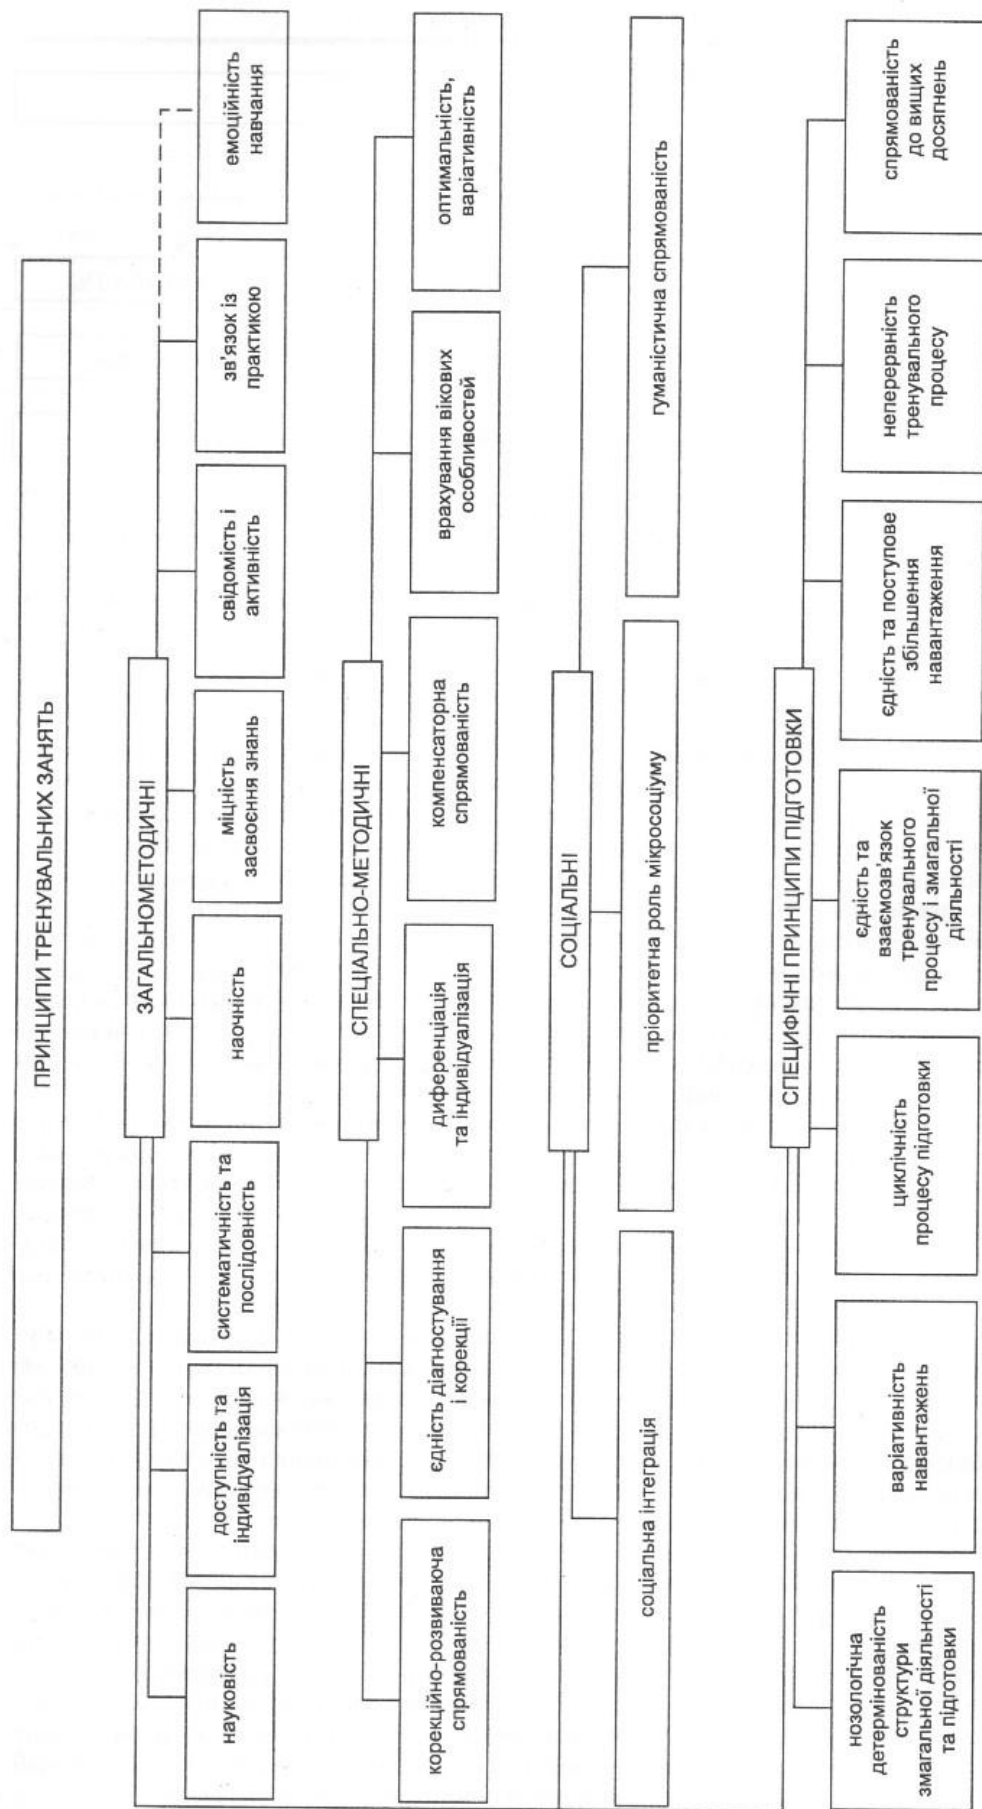 ПРИНЦИПИ ТРЕНУВАЛЬНИХ ЗАНЯТЬ
ЗАГАЛЬНОМЕТОДИЧНІ
науковість
доступність та
індивідуалізація
систематичність та
послідовність
наочність
міцність
засвоєння знань
свідомість і
активність
зв'язок із
практикою
емоційність
навчання
СПЕЦІАЛЬНО-МЕТОДИЧНІ
корекційно-розвиваюча
спрямованість
єдність діагностування
і корекції
диференціація
та індивідуалізація
компенсаторна
спрямованість
врахування вікових
особливостей
оптимальність,
варіативність
СОЦІАЛЬНІ
соціальна інтеграція
пріоритетна роль мікросоціуму
гуманістична спрямованість
СПЕЦИФІЧНІ ПРИНЦИПИ ПІДГОТОВКИ
нозологічна
детермінованість
структури
змагальної діяльності
та підготовки
варіативність
навантажень
циклічність
процесу підготовки
єдність та
взаємозв'язок
тренувального
процесу і змагальної
діяльності
єдність та поступове
збільшення
навантаження
неперервність
тренувального
процесу
спрямованість
до вищих
досягнень